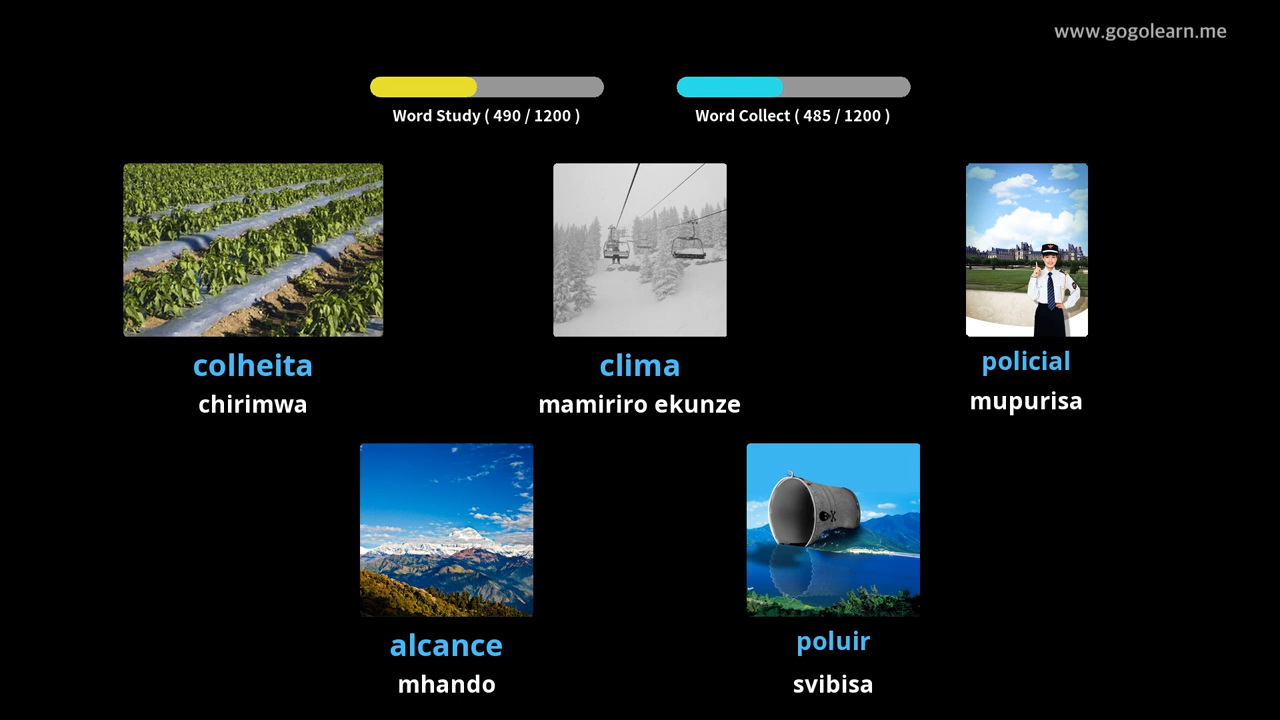 www.gogolearn.me
Word Study ( 490 / 1200 )
Word Collect ( 485 / 1200 )
colheita
chirimwa
clima
mamiriro ekunze
policial
mupurisa
alcance
mhando
poluir
svibisa